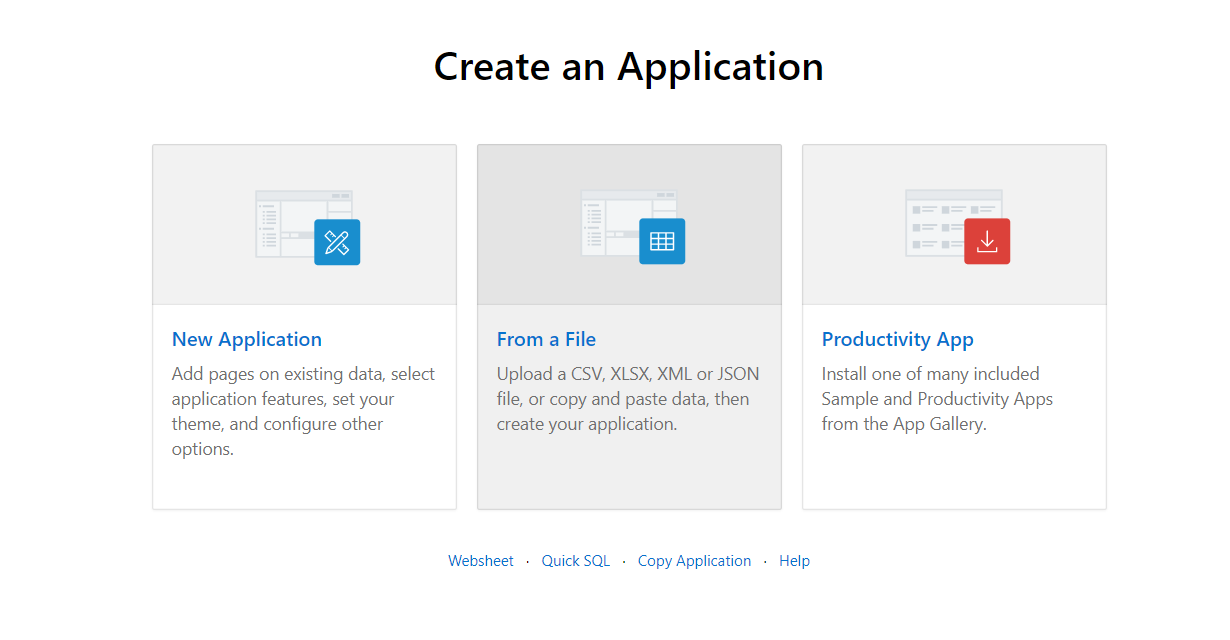 Create an Application
New Application
Add pages on existing data, select
application features, set your
theme, and configure other
options.
From a File
Upload a CSV, XLSX, XML or JSON
file, or copy and paste data, then
create your application.
Productivity App
Install one of many included
Sample and Productivity Apps
from the App Gallery.
Websheet · Quick SQL · Copy Application · Help